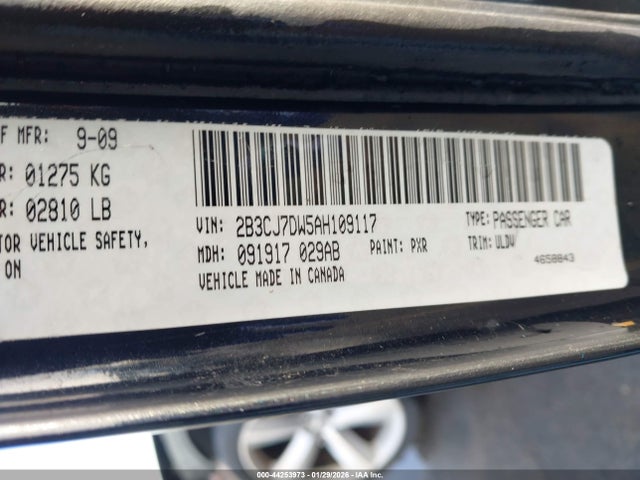 F MFR: 9-09
R: 01275 KG
R: 02810 LB
TOR VEHICLE SAFETY,
ON
VIN: 2B3CJ7DW5AH109117
TYPE: PASSENGER CAR
MDH: 091917 029AB
PAINT: PXR
TRIM: ULDV
VEHICLE MADE IN CANADA
4658843
000-44253973 | 01/29/2026 | IAA Inc.